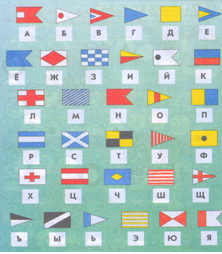 А Б В Г Д Е
Ё Ж З И Й К
Л М Н О П
Р С Т У Ф
Х Ц Ч Ш Щ
Ъ Ы Ь Э Ю Я